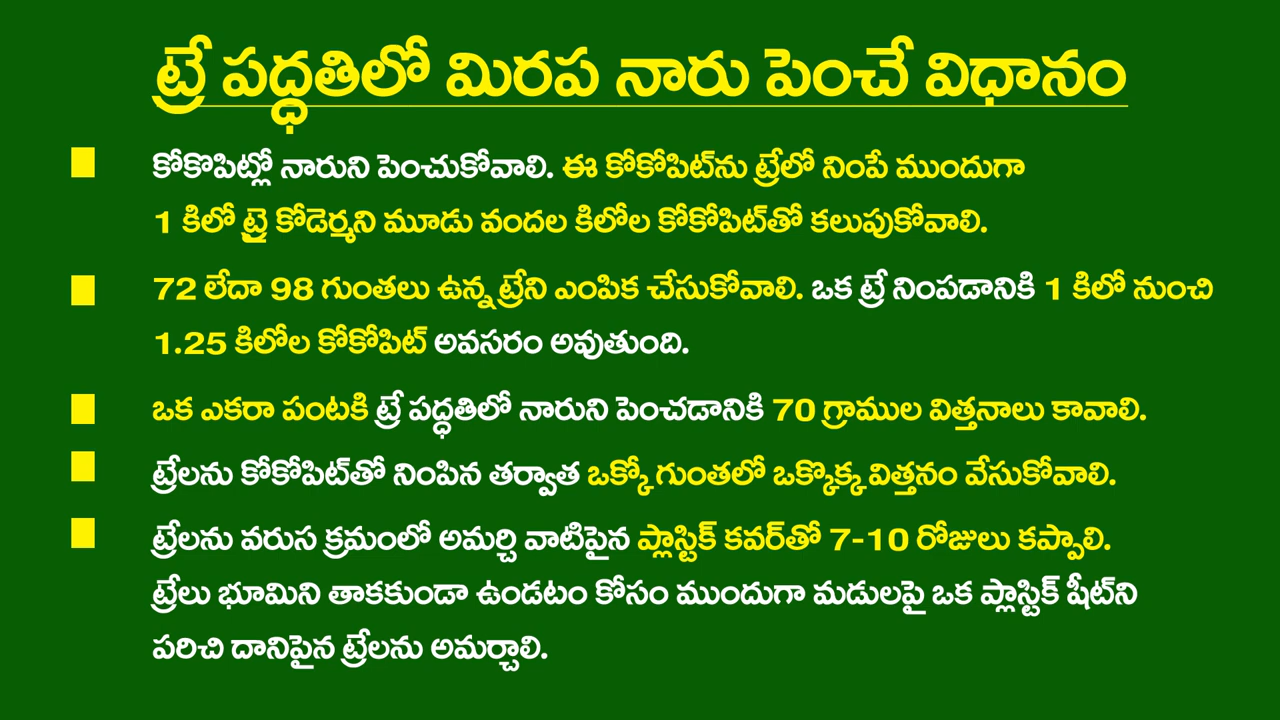 ట్రే పద్ధతిలో మిరప నారు పెంచే విధానం
కోకొపిట్లో నారుని పెంచుకోవాలి. ఈ కోకోపిట్‌ను ట్రేలో నింపే ముందుగా
1 కిలో ట్రై కోడెర్మని మూడు వందల కిలోల కోకోపిట్‌తో కలుపుకోవాలి.
72 లేదా 98 గుంతలు ఉన్న ట్రేని ఎంపిక చేసుకోవాలి. ఒక ట్రే నింపడానికి 1 కిలో నుంచి
1.25 కిలోల కోకోపిట్ అవసరం అవుతుంది.
ఒక ఎకరా పంటకి ట్రే పద్ధతిలో నారుని పెంచడానికి 70 గ్రాముల విత్తనాలు కావాలి.
ట్రేలను కోకోపిట్‌తో నింపిన తర్వాత ఒక్కో గుంతలో ఒక్కొక్క విత్తనం వేసుకోవాలి.
ట్రేలను వరుస క్రమంలో అమర్చి వాటిపైన ప్లాస్టిక్ కవర్‌తో 7-10 రోజులు కప్పాలి.
ట్రేలు భూమిని తాకకుండా ఉండటం కోసం ముందుగా మడులపై ఒక ప్లాస్టిక్ షీట్‌ని
పరిచి దానిపైన ట్రేలను అమర్చాలి.